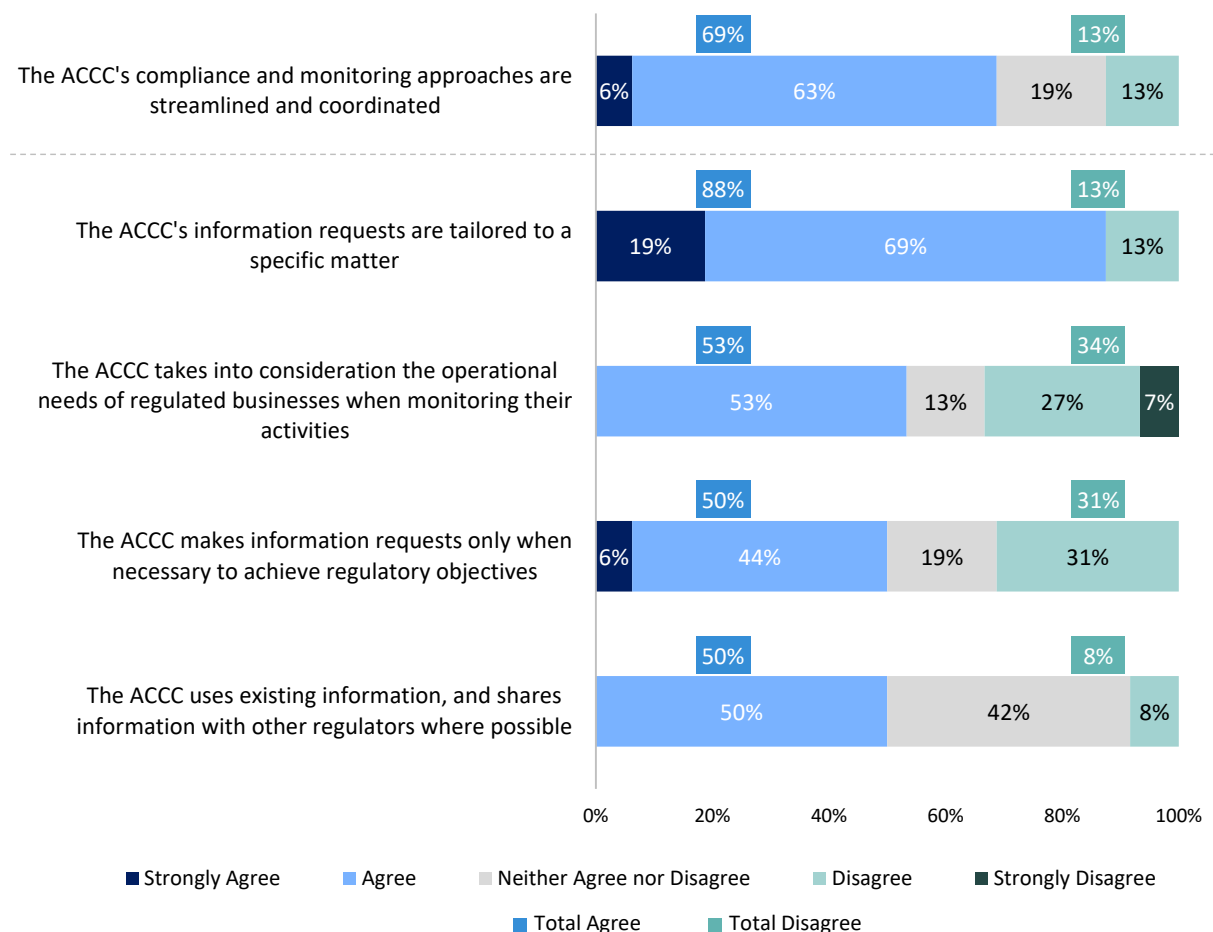 69% 13%
The ACCC's compliance and monitoring approaches are
streamlined and coordinated
6% 63% 19% 13%
88% 13%
The ACCC's information requests are tailored to a
specific matter
19% 69% 13%
53% 34%
The ACCC takes into consideration the operational
needs of regulated businesses when monitoring their
activities
53% 13% 27% 7%
50% 31%
The ACCC makes information requests only when
necessary to achieve regulatory objectives
6% 44% 19% 31%
50% 8%
The ACCC uses existing information, and shares
information with other regulators where possible
50% 42% 8%
0% 20% 40% 60% 80% 100%
Strongly Agree Agree Neither Agree nor Disagree Disagree Strongly Disagree
Total Agree Total Disagree